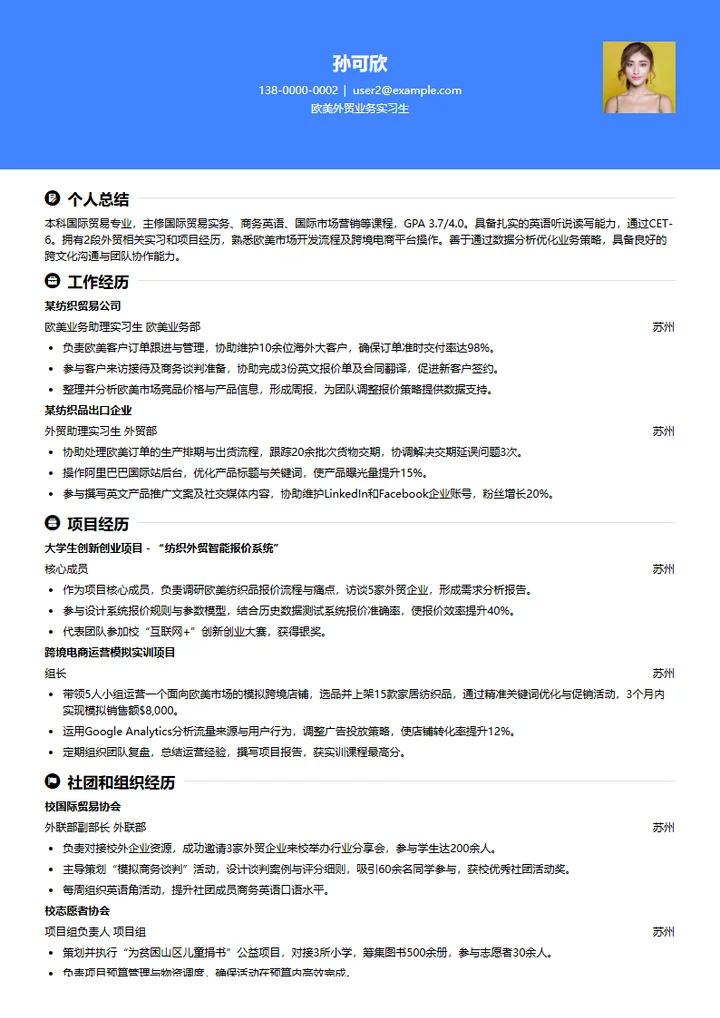 孙可欣
138-0000-0002 | user2@example.com
欧美外贸业务实习生
个人总结
本科国际贸易专业，主修国际贸易实务、商务英语、国际市场营销等课程，GPA 3.7/4.0。具备扎实的英语听说读写能力，通过CET-
6。拥有2段外贸相关实习和项目经历，熟悉欧美市场开发流程及跨境电商平台操作。善于通过数据分析优化业务策略，具备良好的
跨文化沟通与团队协作能力。
工作经历
某纺织贸易公司
欧美业务助理实习生 欧美业务部 苏州
• 负责欧美客户订单跟进与管理，协助维护10余位海外大客户，确保订单准时交付率达98%。
• 参与客户来访接待及商务谈判准备，协助完成3份英文报价单及合同翻译，促进新客户签约。
• 整理并分析欧美市场竞品价格与产品信息，形成周报，为团队调整报价策略提供数据支持。
某纺织品出口企业
外贸助理实习生 外贸部 苏州
• 协助处理欧美订单的生产排期与出货流程，跟踪20余批次货物交期，协调解决交期延误问题3次。
• 操作阿里巴巴国际站后台，优化产品标题与关键词，使产品曝光量提升15%。
• 参与撰写英文产品推广文案及社交媒体内容，协助维护LinkedIn和Facebook企业账号，粉丝增长20%。
项目经历
大学生创新创业项目 - “纺织外贸智能报价系统”
核心成员 苏州
• 作为项目核心成员，负责调研欧美纺织品报价流程与痛点，访谈5家外贸企业，形成需求分析报告。
• 参与设计系统报价规则与参数模型，结合历史数据测试系统报价准确率，使报价效率提升40%。
• 代表团队参加校“互联网+”创新创业大赛，获得银奖。
跨境电商运营模拟实训项目
组长 苏州
• 带领5人小组运营一个面向欧美市场的模拟跨境店铺，选品并上架15款家居纺织品，通过精准关键词优化与促销活动，3个月内
实现模拟销售额$8,000。
• 运用Google Analytics分析流量来源与用户行为，调整广告投放策略，使店铺转化率提升12%。
• 定期组织团队复盘，总结运营经验，撰写项目报告，获实训课程最高分。
社团和组织经历
校国际贸易协会
外联部副部长 外联部 苏州
• 负责对接校外企业资源，成功邀请3家外贸企业来校举办行业分享会，参与学生达200余人。
• 主导策划“模拟商务谈判”活动，设计谈判案例与评分细则，吸引60余名同学参与，获校优秀社团活动奖。
• 每周组织英语角活动，提升社团成员商务英语口语水平。
校志愿者协会
项目组负责人 项目组 苏州
• 策划并执行“为贫困山区儿童捐书”公益项目，对接3所小学，筹集图书500余册，参与志愿者30余人。
• 负责项目预算管理与物资调度，确保活动在预算内高效完成。